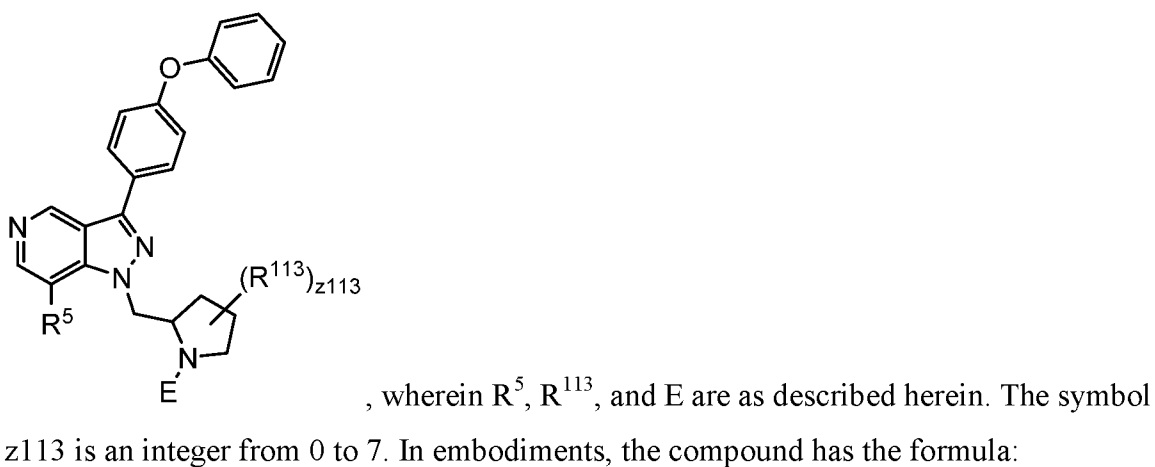 O
N
N
N
(R¹¹³)z113
R⁵
N
E
, wherein R⁵, R¹¹³, and E are as described herein. The symbol
z113 is an integer from 0 to 7. In embodiments, the compound has the formula: